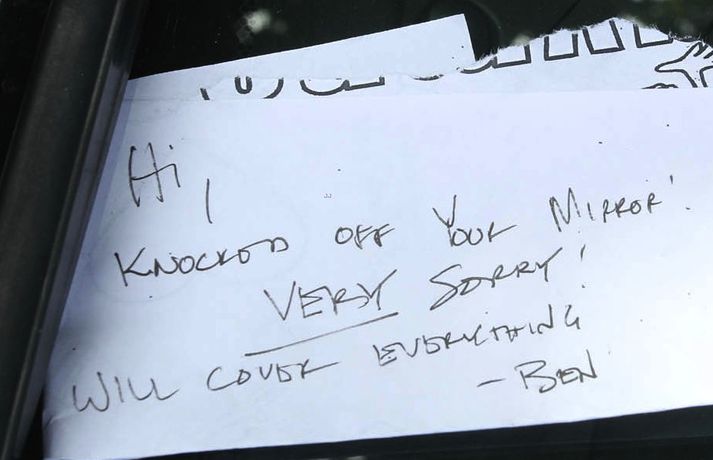 Hi,
KNOCKED OFF YOUR MIRROR!
VERY SORRY!
WILL COVER EVERYTHING
- BEN